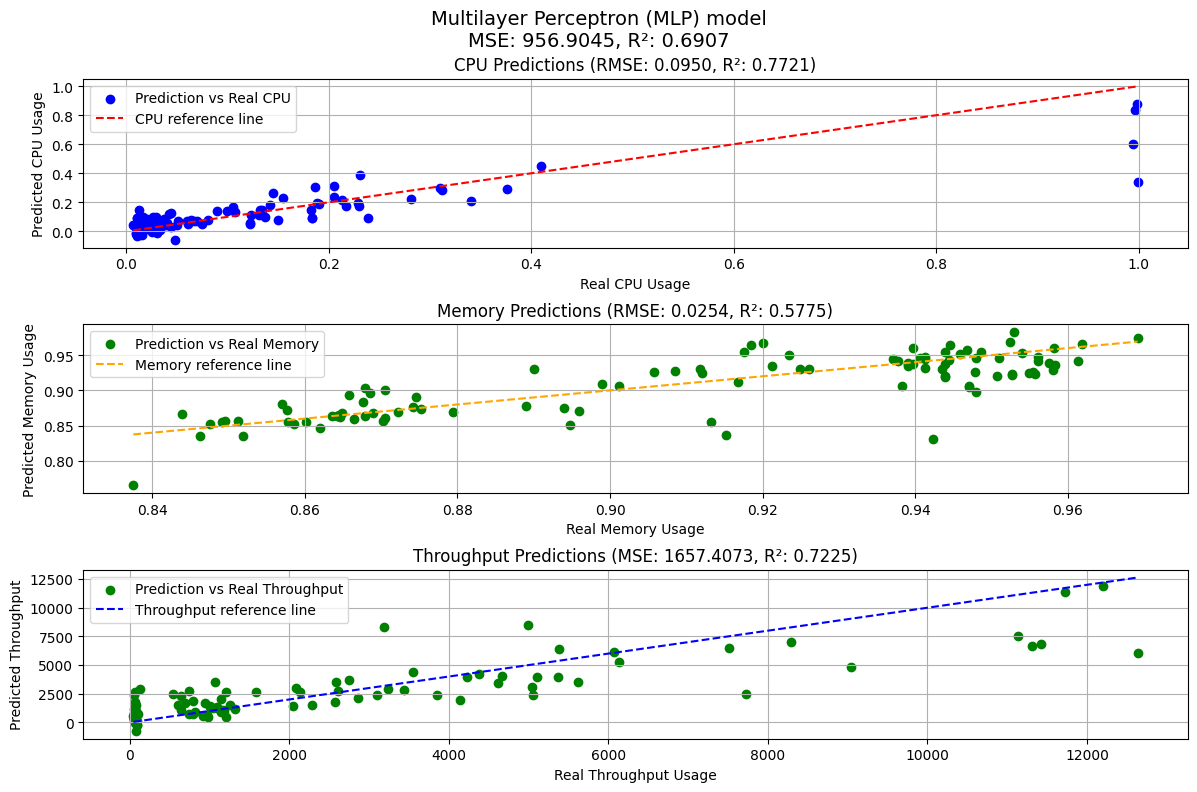 Multilayer Perceptron (MLP) model
MSE: 956.9045, R²: 0.6907
CPU Predictions (RMSE: 0.0950, R²: 0.7721)
Predicted CPU Usage
1.0
0.8
0.6
0.4
0.2
0.0
Prediction vs Real CPU
CPU reference line
0.0 0.2 0.4 0.6 0.8 1.0
Real CPU Usage
Memory Predictions (RMSE: 0.0254, R²: 0.5775)
Predicted Memory Usage
0.95
0.90
0.85
0.80
Prediction vs Real Memory
Memory reference line
0.84 0.86 0.88 0.90 0.92 0.94 0.96
Real Memory Usage
Throughput Predictions (MSE: 1657.4073, R²: 0.7225)
Predicted Throughput
12500
10000
7500
5000
2500
0
Prediction vs Real Throughput
Throughput reference line
0 2000 4000 6000 8000 10000 12000
Real Throughput Usage